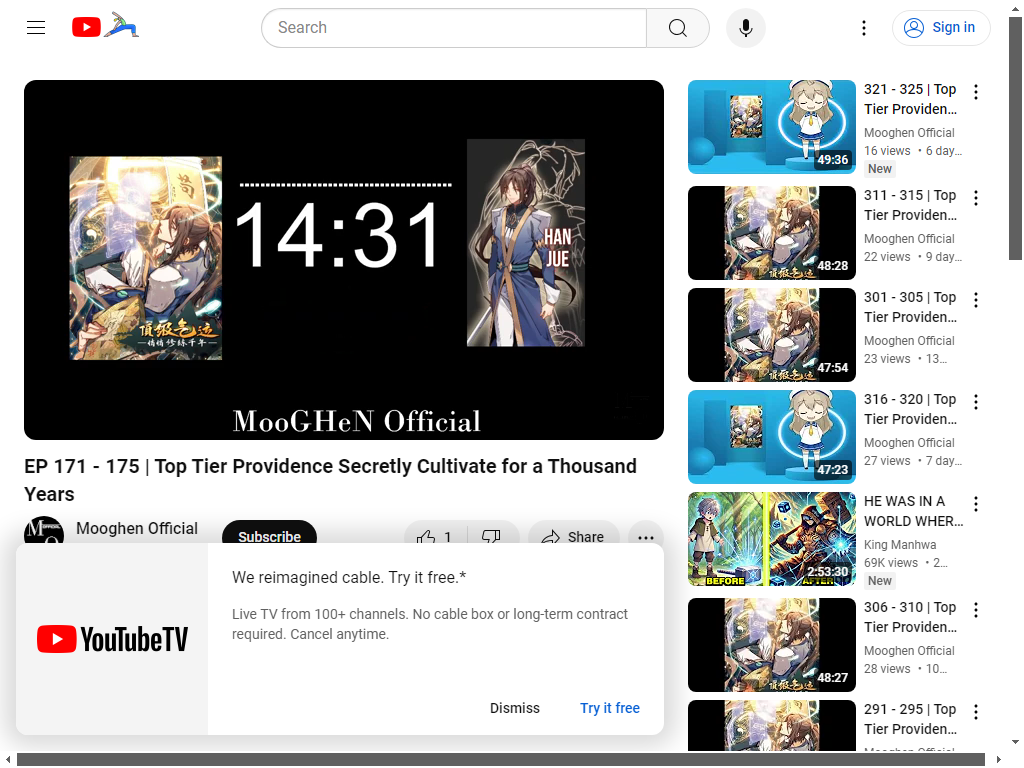 Search
Sign in
14:31
HAN
JUE
MooGHeN Official
EP 171 - 175 | Top Tier Providence Secretly Cultivate for a Thousand
Years
Mooghen Official
Subscribe
1
Share
We reimagined cable. Try it free.*
Live TV from 100+ channels. No cable box or long-term contract
required. Cancel anytime.
YouTubeTV
Dismiss
Try it free
321 - 325 | Top
Tier Providen…
Mooghen Official
16 views • 6 day…
New
49:36
311 - 315 | Top
Tier Providen…
Mooghen Official
22 views • 9 day…
48:28
301 - 305 | Top
Tier Providen…
Mooghen Official
23 views • 13…
47:54
316 - 320 | Top
Tier Providen…
Mooghen Official
27 views • 7 day…
47:23
HE WAS IN A
WORLD WHER…
King Manhwa
69K views • 2…
New
BEFORE
AFTER
2:53:30
306 - 310 | Top
Tier Providen…
Mooghen Official
28 views • 10…
48:27
291 - 295 | Top
Tier Providen…